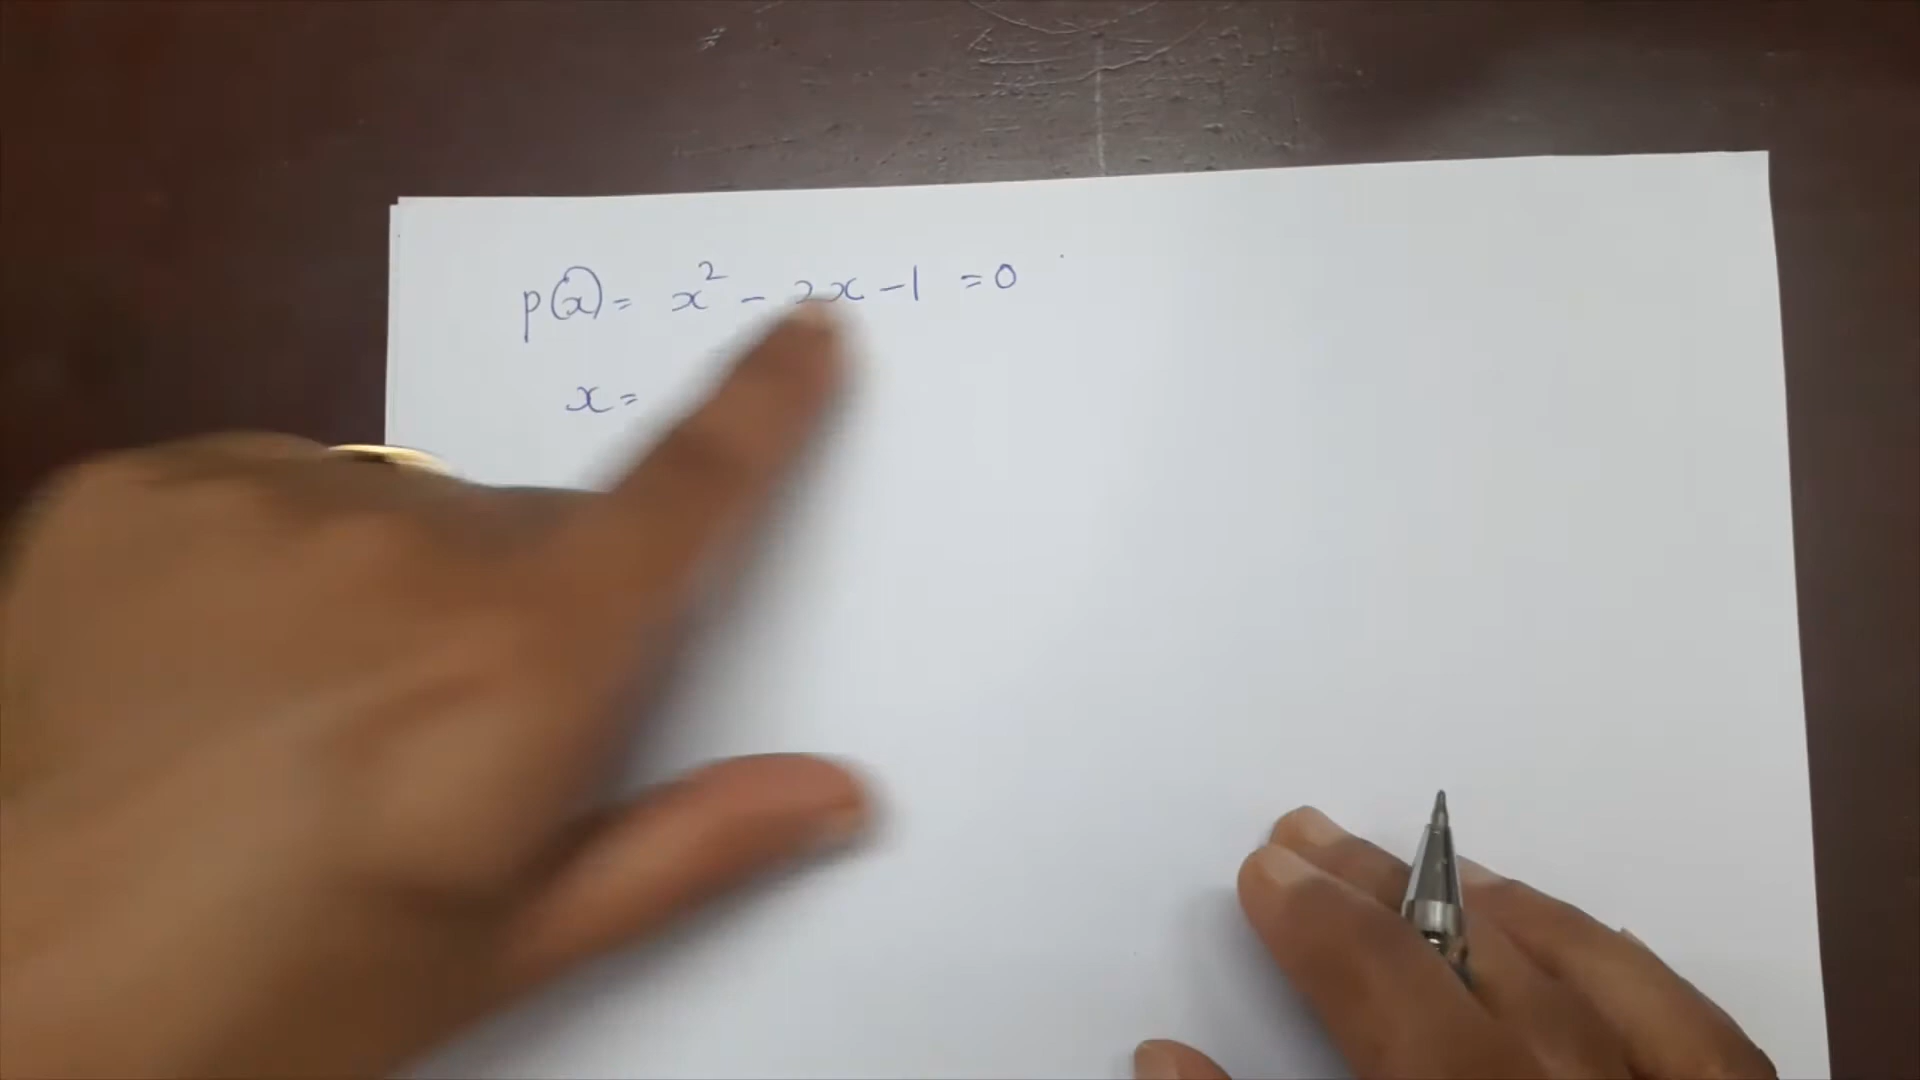 p(x) = x² - 2x - 1 = 0
x =